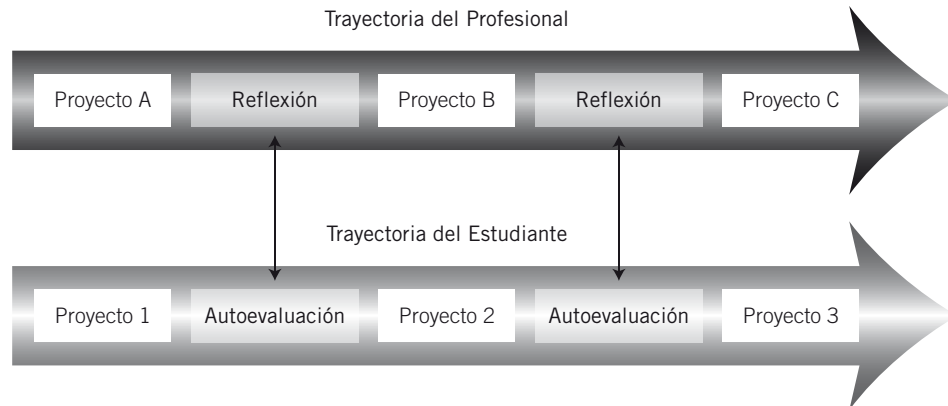 Trayectoria del Profesional
Proyecto A
Reflexión
Proyecto B
Reflexión
Proyecto C
Trayectoria del Estudiante
Proyecto 1
Autoevaluación
Proyecto 2
Autoevaluación
Proyecto 3